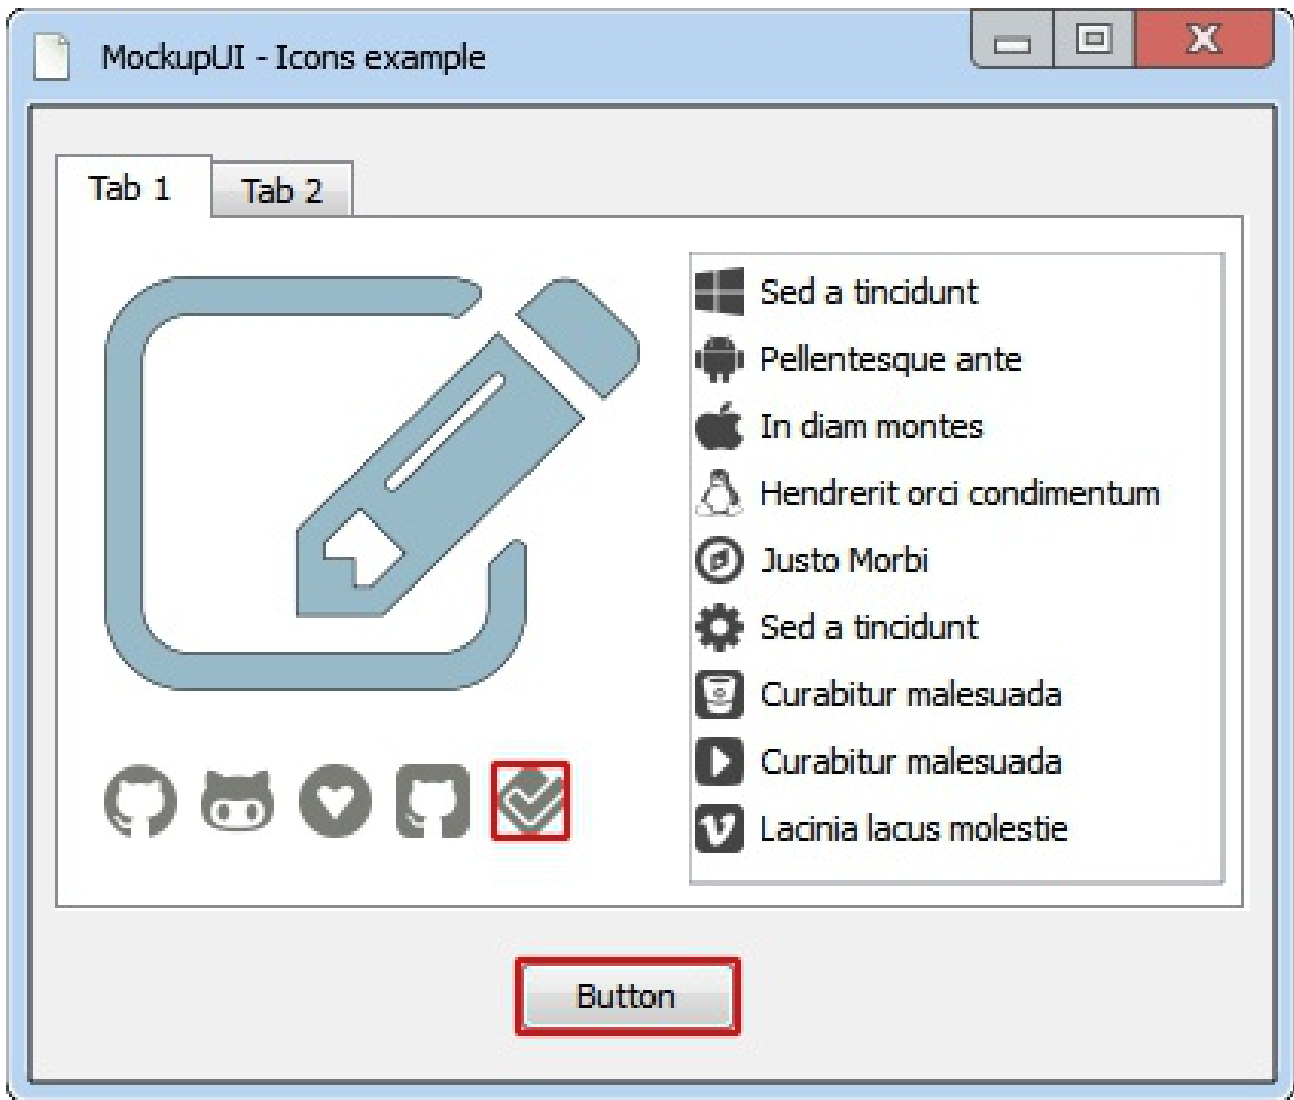 MockupUI - Icons example
Tab 1
Tab 2
Sed a tincidunt
Pellentesque ante
In diam montes
Hendrerit orci condimentum
Justo Morbi
Sed a tincidunt
Curabitur malesuada
Curabitur malesuada
Lacinia lacus molestie
Button